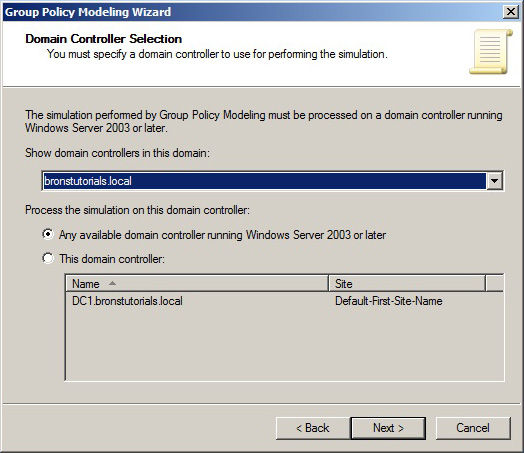 Group Policy Modeling Wizard
Domain Controller Selection
You must specify a domain controller to use for performing the simulation.
The simulation performed by Group Policy Modeling must be processed on a domain controller running
Windows Server 2003 or later.
Show domain controllers in this domain:
bronstutorials.local
Process the simulation on this domain controller:
Any available domain controller running Windows Server 2003 or later
This domain controller:
Name Site
DC1.bronstutorials.local Default-First-Site-Name
< Back Next > Cancel